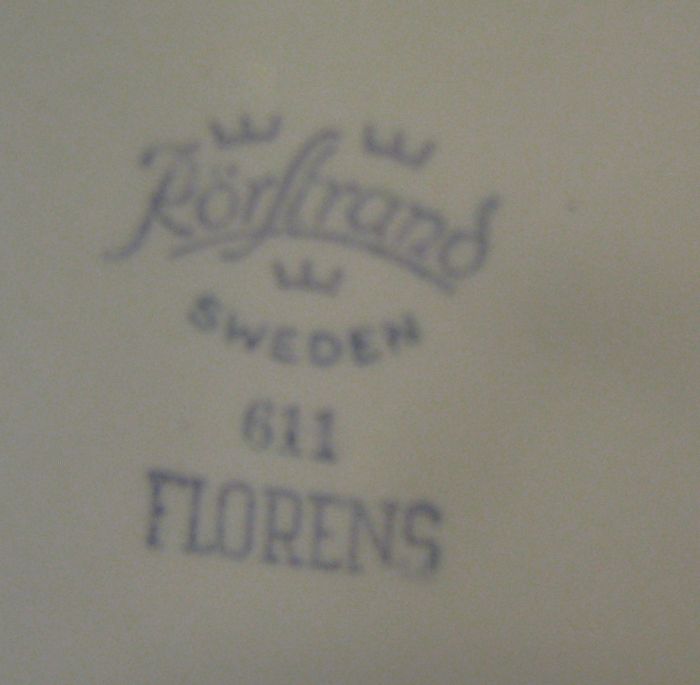 Rörstrand
SWEDEN
611
FLORENS